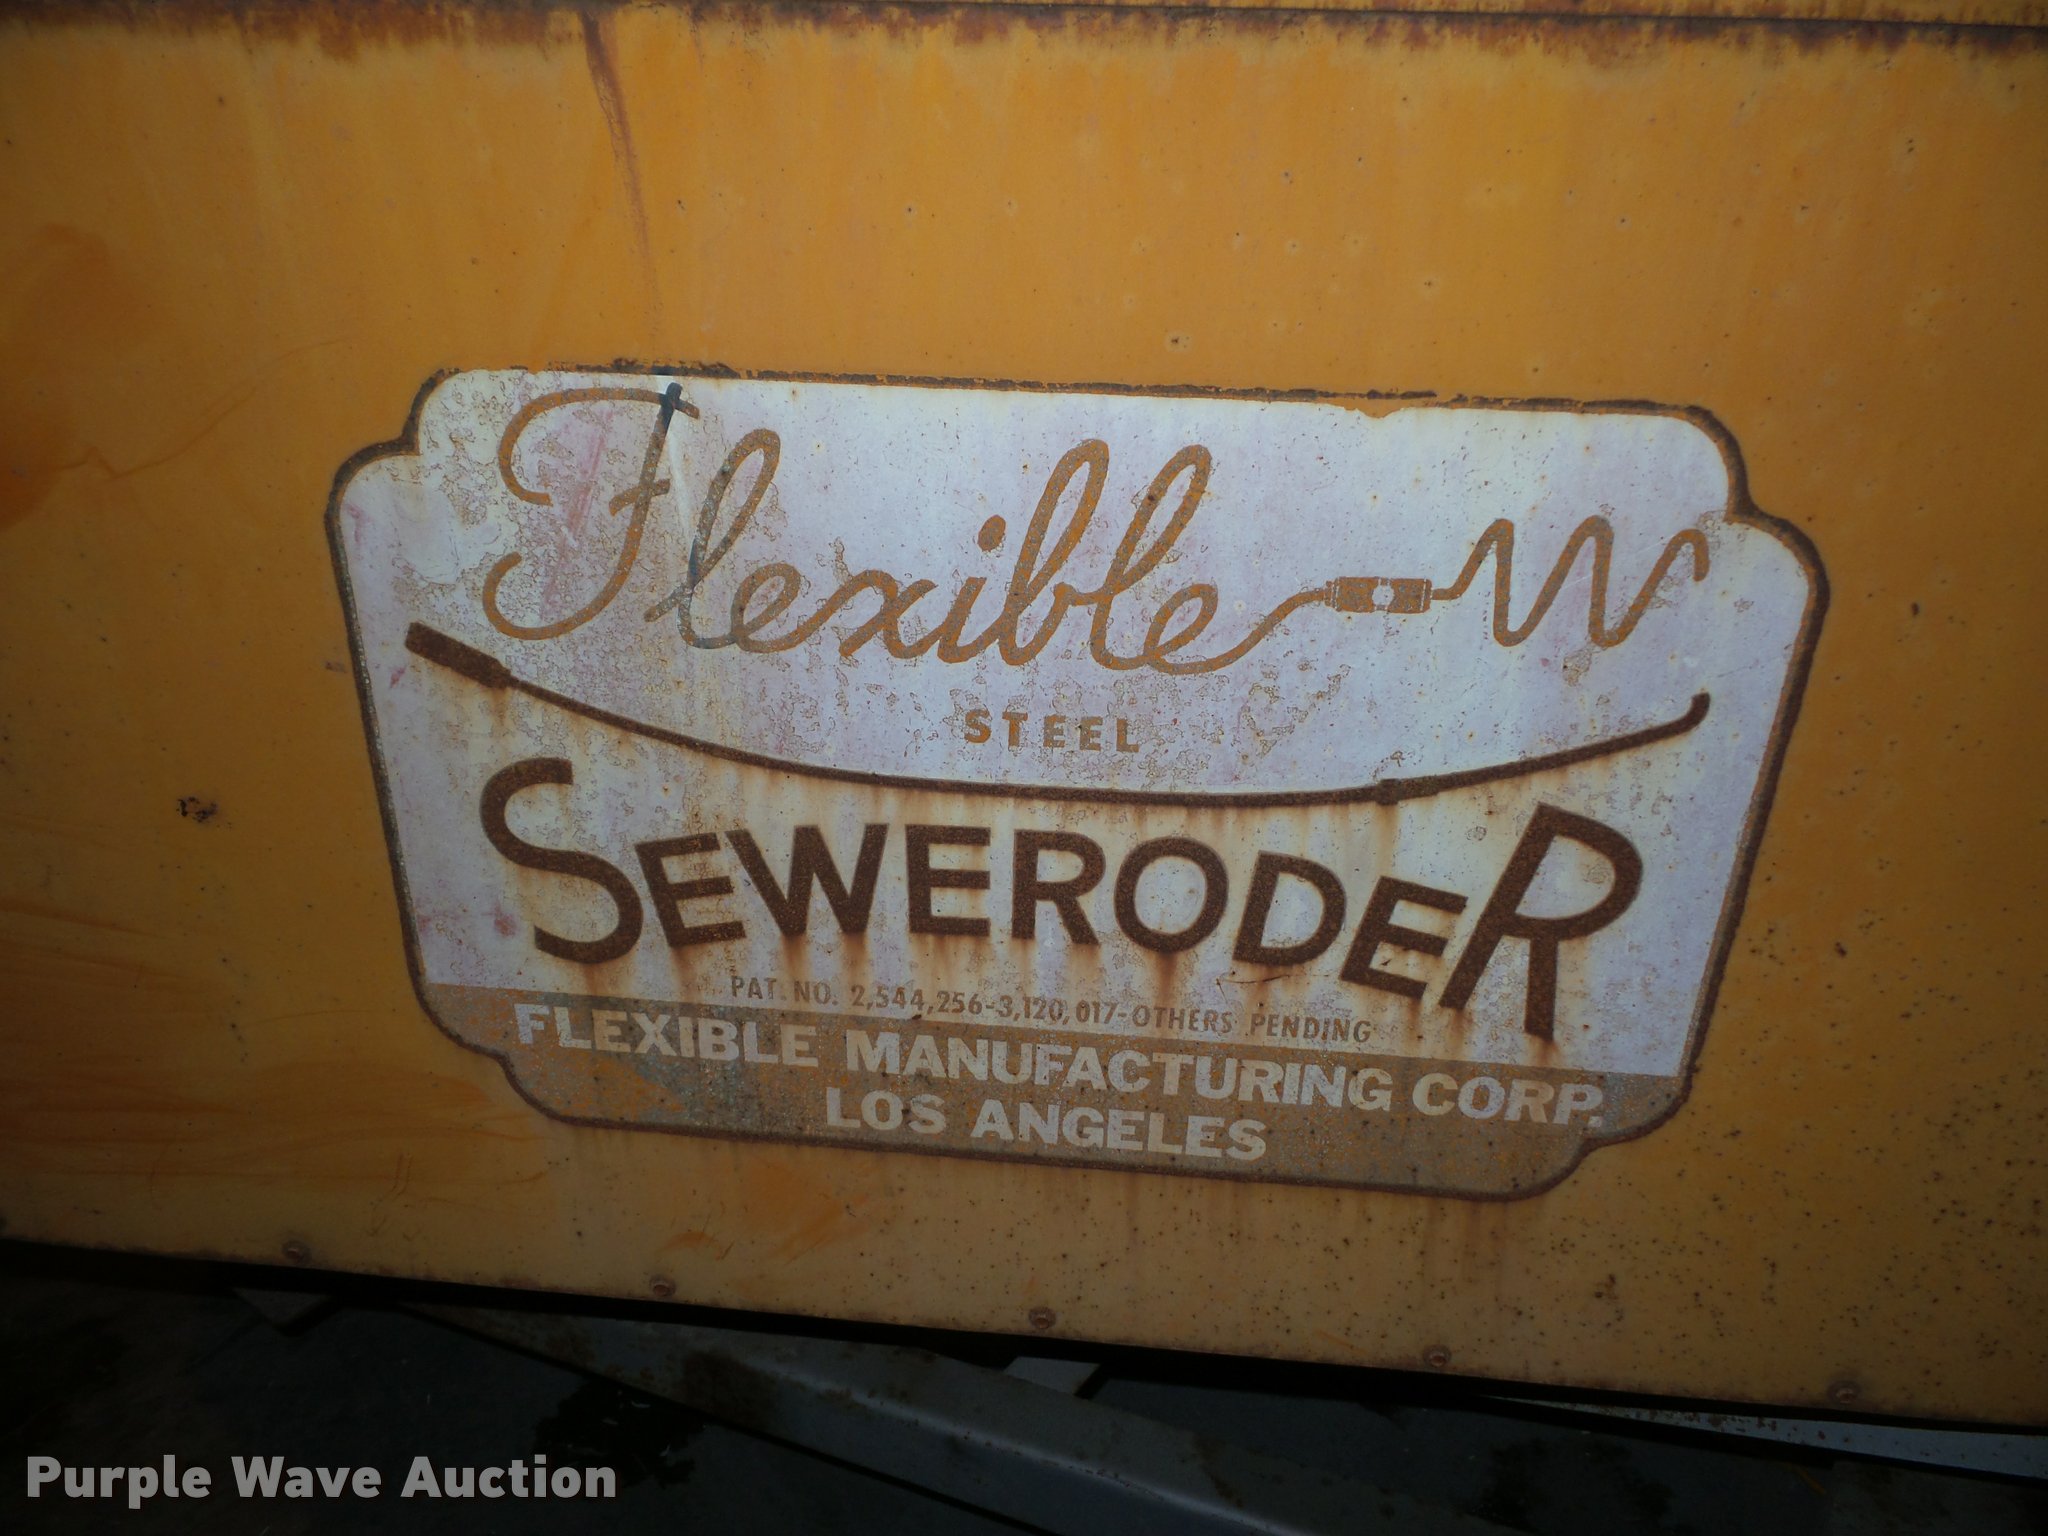 Flexible
STEEL
SEWERODER
PAT. NO. 2,544,256-3,120,017-OTHERS PENDING
FLEXIBLE MANUFACTURING CORP.
LOS ANGELES
Purple Wave Auction